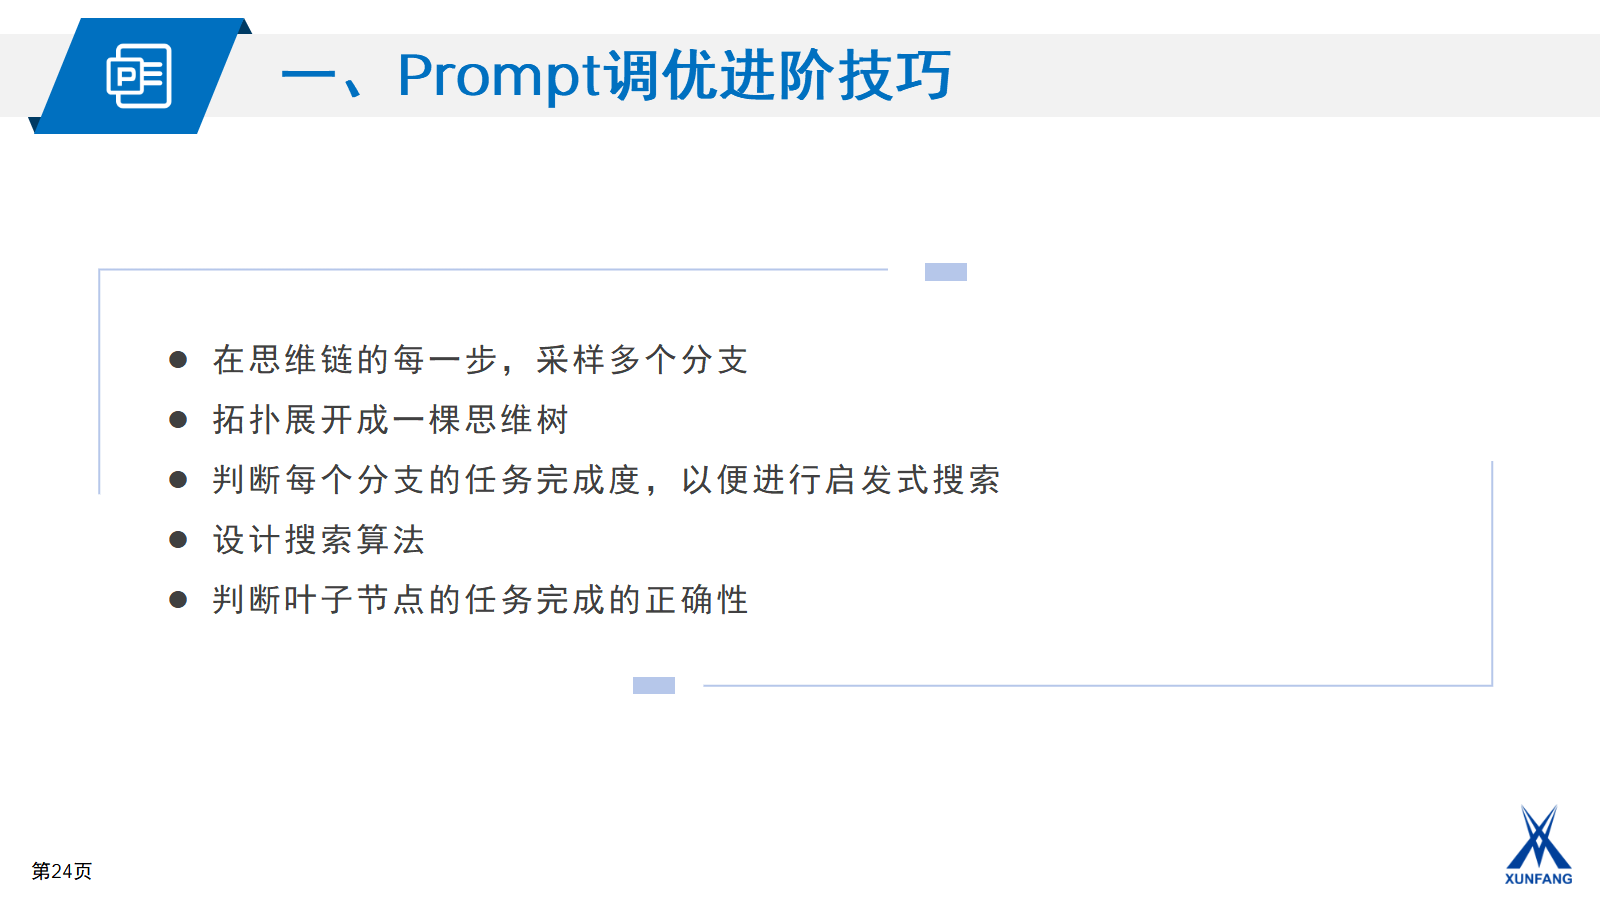 一、Prompt调优进阶技巧
在思维链的每一步，采样多个分支
拓扑展开成一棵思维树
判断每个分支的任务完成度，以便进行启发式搜索
设计搜索算法
判断叶子节点的任务完成的正确性
第24页
XUNFANG